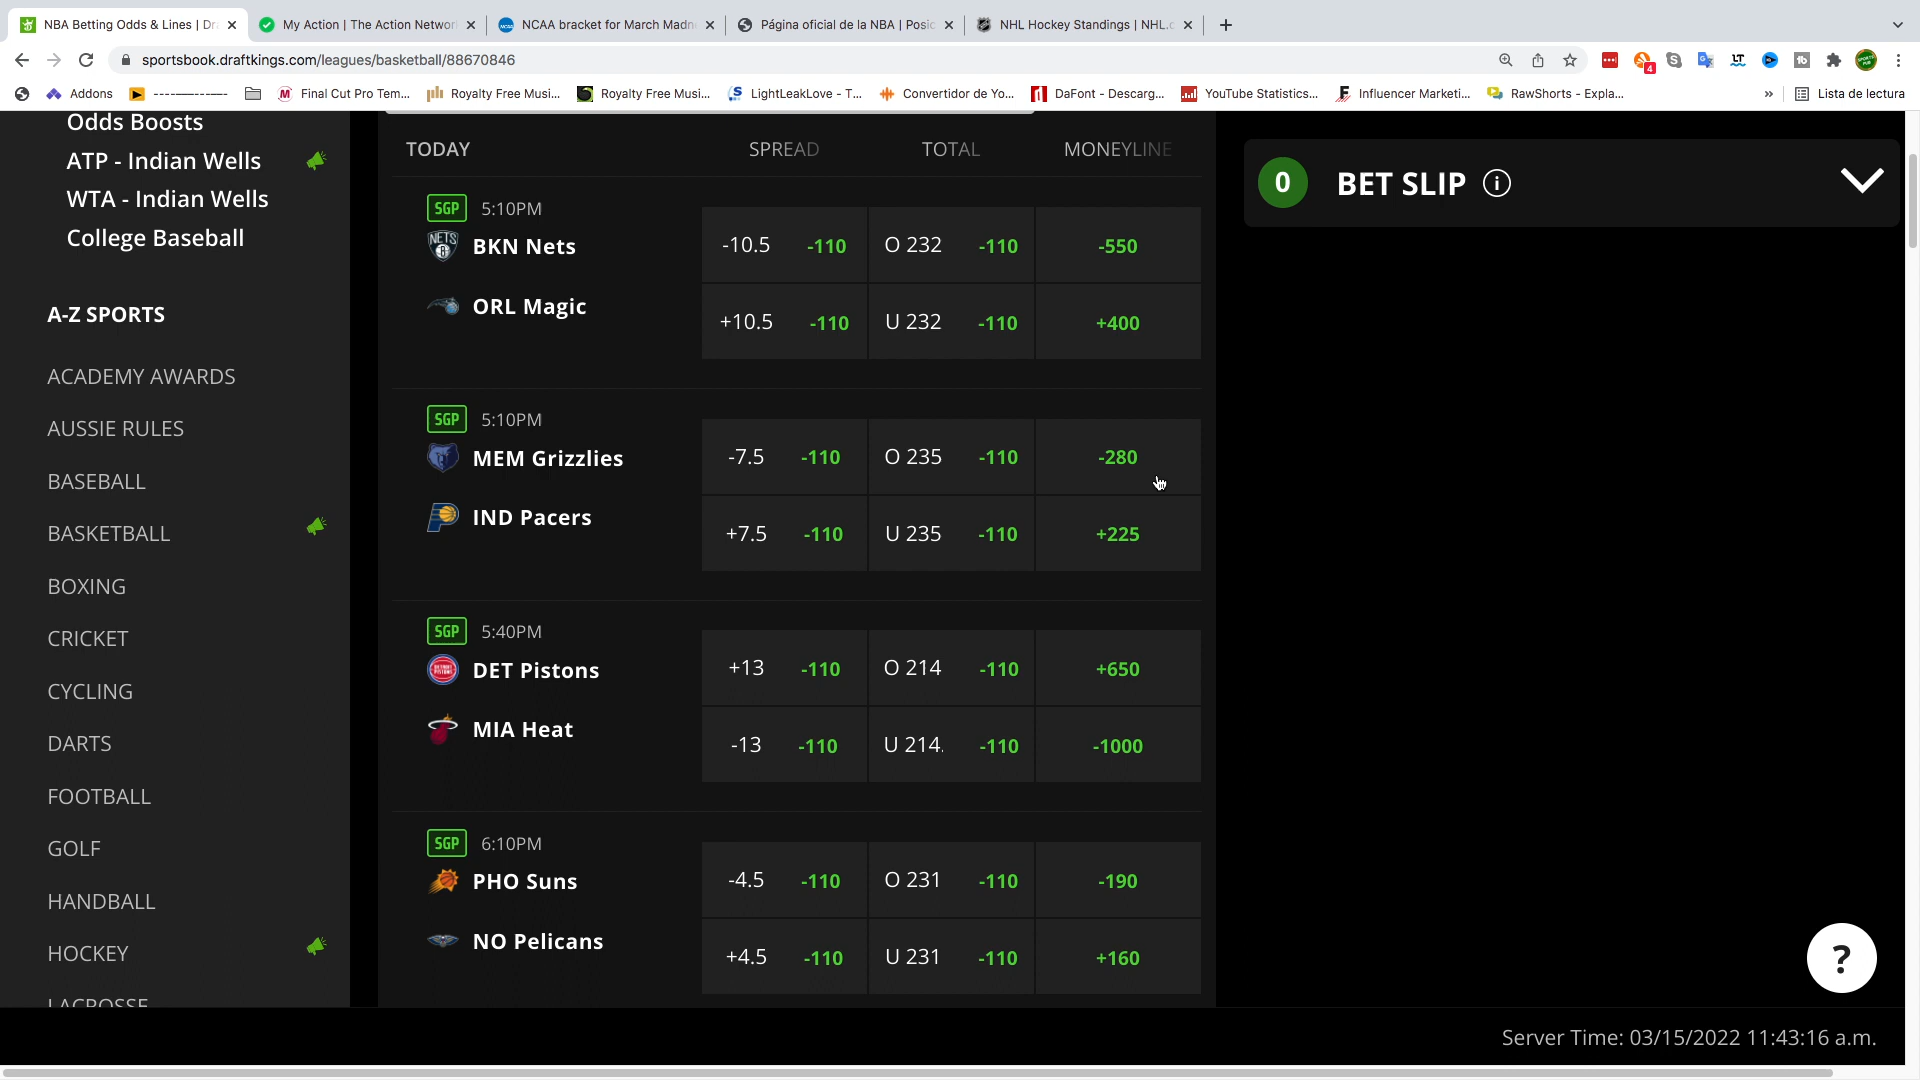 NBA Betting Odds & Lines | Dr
My Action | The Action Networ
NCAA bracket for March Madn
Página oficial de la NBA | Posic
NHL Hockey Standings | NHL.c
sportsbook.draftkings.com/leagues/basketball/88670846
4
Addons
-------------
Final Cut Pro Tem...
Royalty Free Musi...
Royalty Free Musi...
LightLeakLove - T...
Convertidor de Yo...
DaFont - Descarg...
YouTube Statistics...
Influencer Marketi...
RawShorts - Expla...
»
Lista de lectura
Odds Boosts
ATP - Indian Wells
WTA - Indian Wells
College Baseball
A-Z SPORTS
ACADEMY AWARDS
AUSSIE RULES
BASEBALL
BASKETBALL
BOXING
CRICKET
CYCLING
DARTS
FOOTBALL
GOLF
HANDBALL
HOCKEY
LACROSSE
TODAY SPREAD TOTAL MONEYLINE
SGP 5:10PM
BKN Nets -10.5 -110 O 232 -110 -550
ORL Magic +10.5 -110 U 232 -110 +400
SGP 5:10PM
MEM Grizzlies -7.5 -110 O 235 -110 -280
IND Pacers +7.5 -110 U 235 -110 +225
SGP 5:40PM
DET Pistons +13 -110 O 214 -110 +650
MIA Heat -13 -110 U 214. -110 -1000
SGP 6:10PM
PHO Suns -4.5 -110 O 231 -110 -190
NO Pelicans +4.5 -110 U 231 -110 +160
0 BET SLIP
?
Server Time: 03/15/2022 11:43:16 a.m.